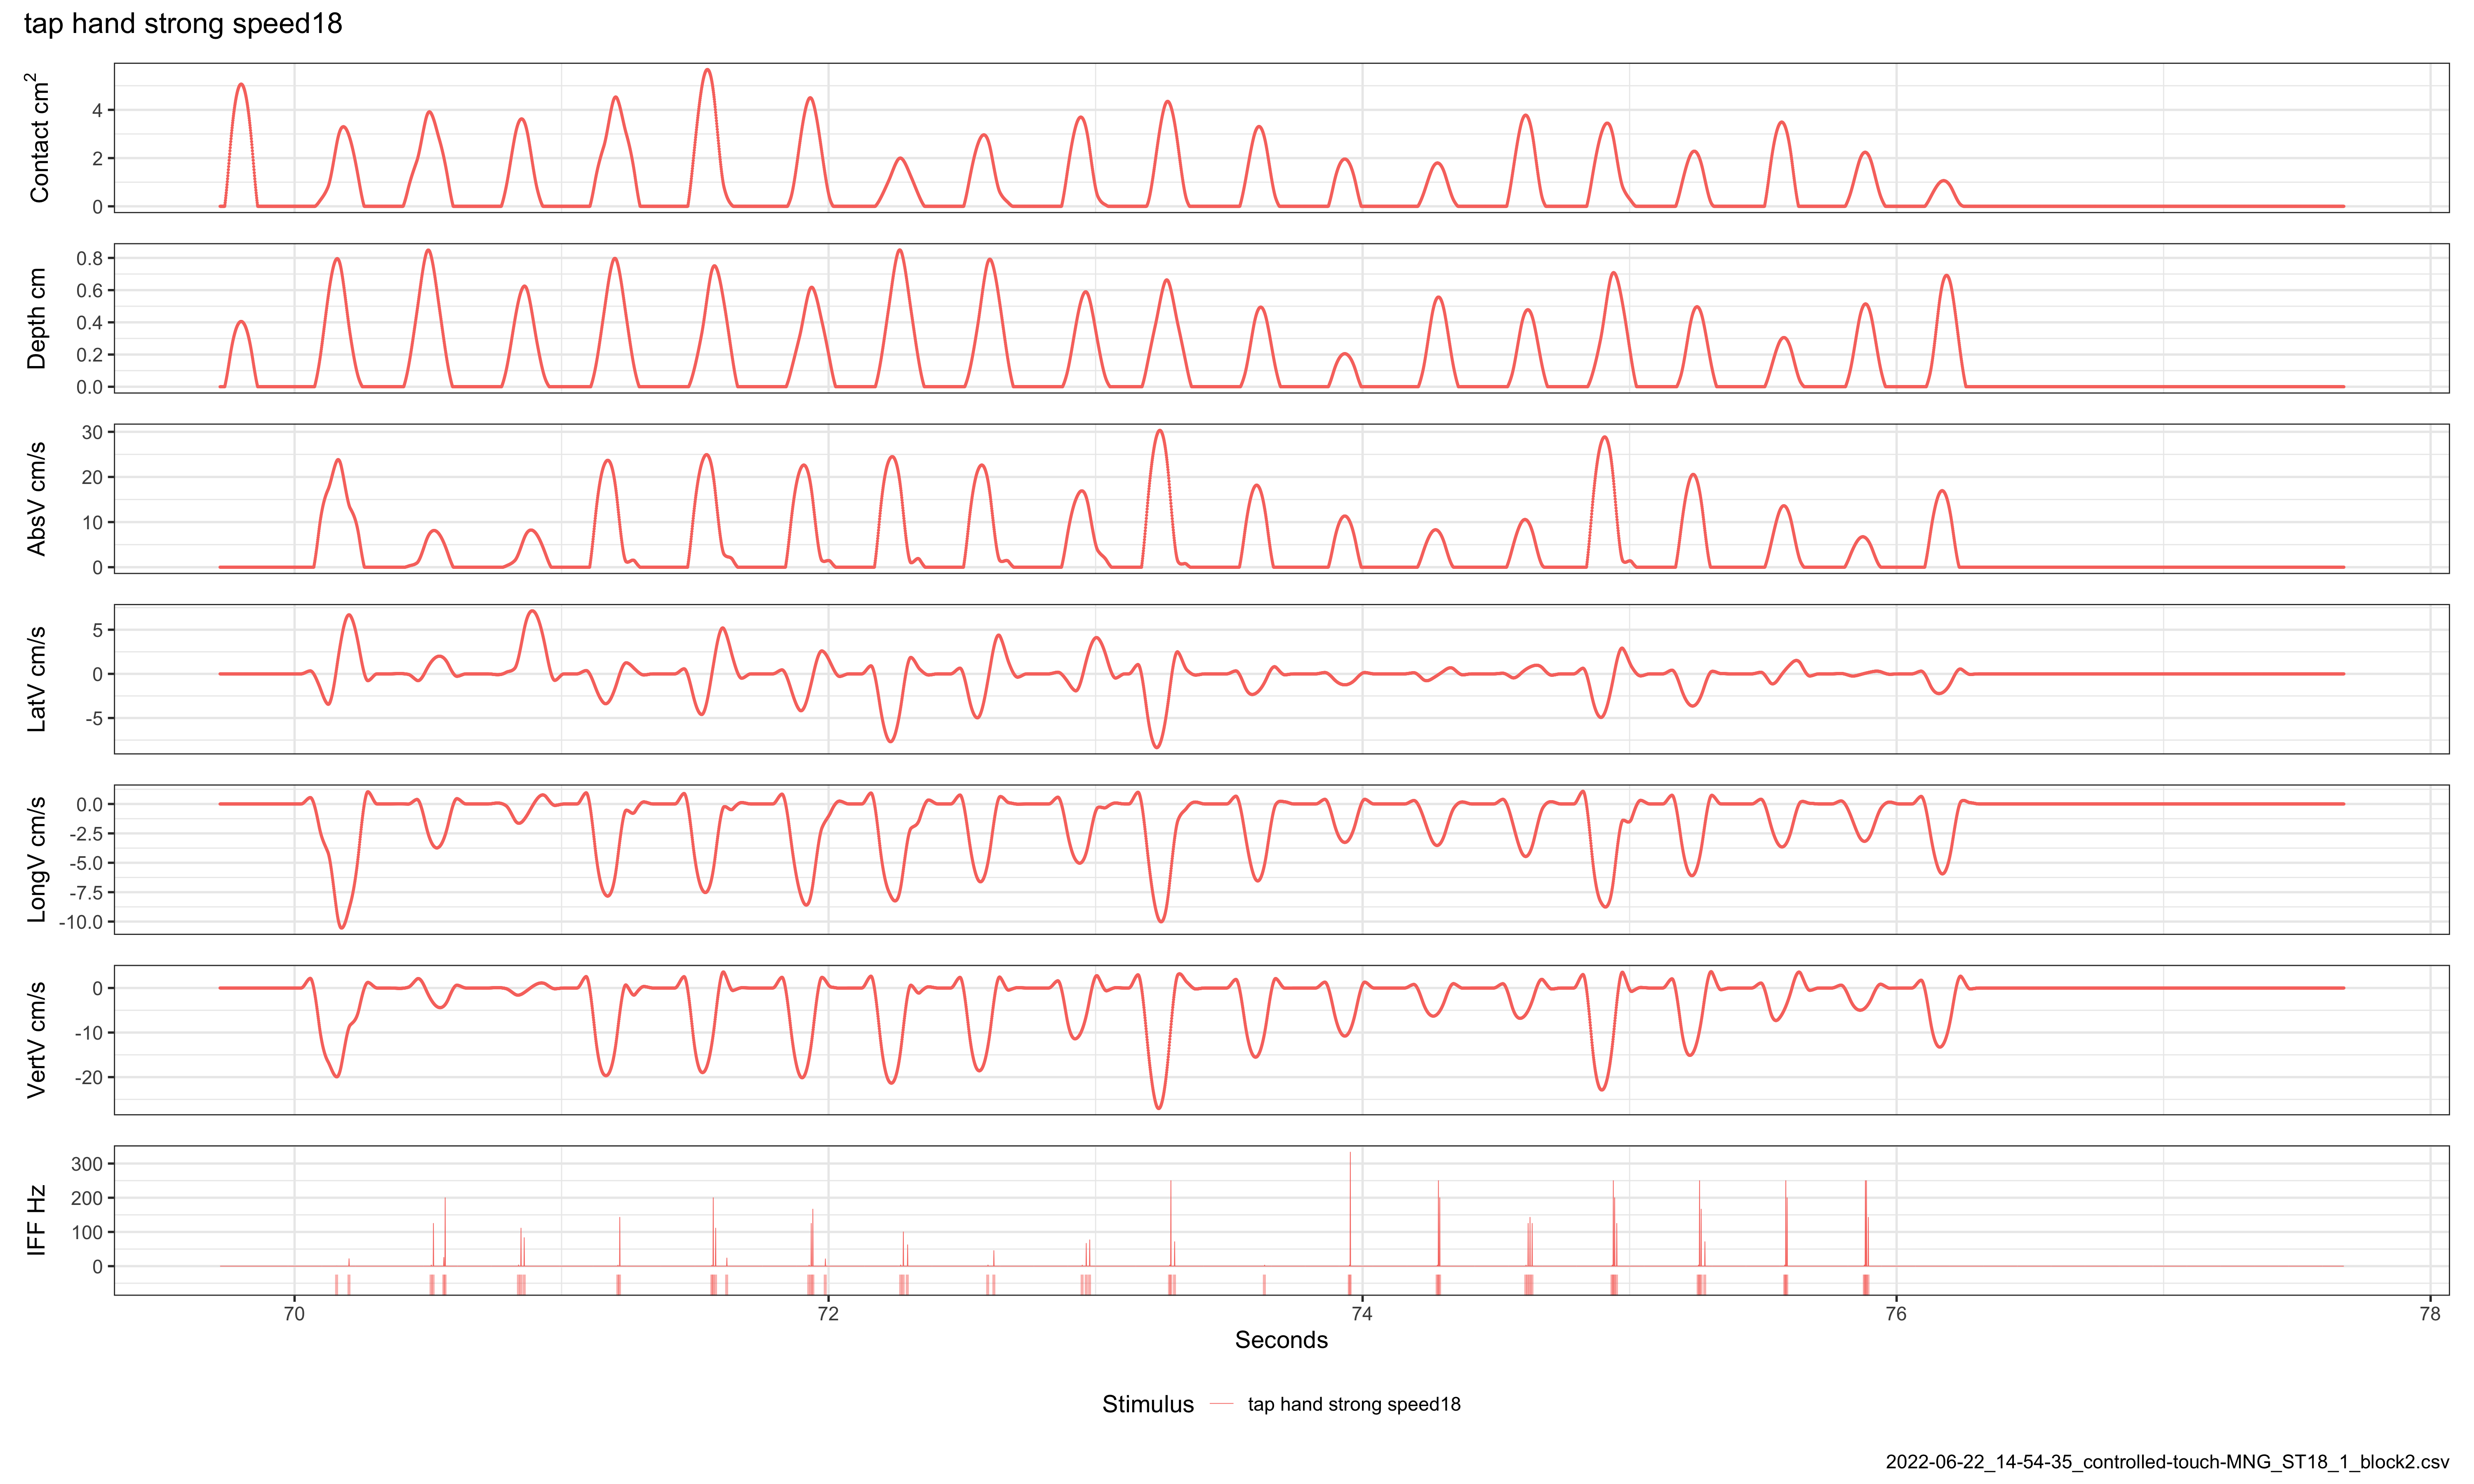 tap hand strong speed18
Contact cm²
4
2
0
Depth cm
0.8
0.6
0.4
0.2
0.0
AbsV cm/s
30
20
10
0
LatV cm/s
5
0
-5
LongV cm/s
0.0
-2.5
-5.0
-7.5
-10.0
VertV cm/s
0
-10
-20
IFF Hz
300
200
100
0
70 72 74 76 78
Seconds
Stimulus tap hand strong speed18
2022-06-22_14-54-35_controlled-touch-MNG_ST18_1_block2.csv